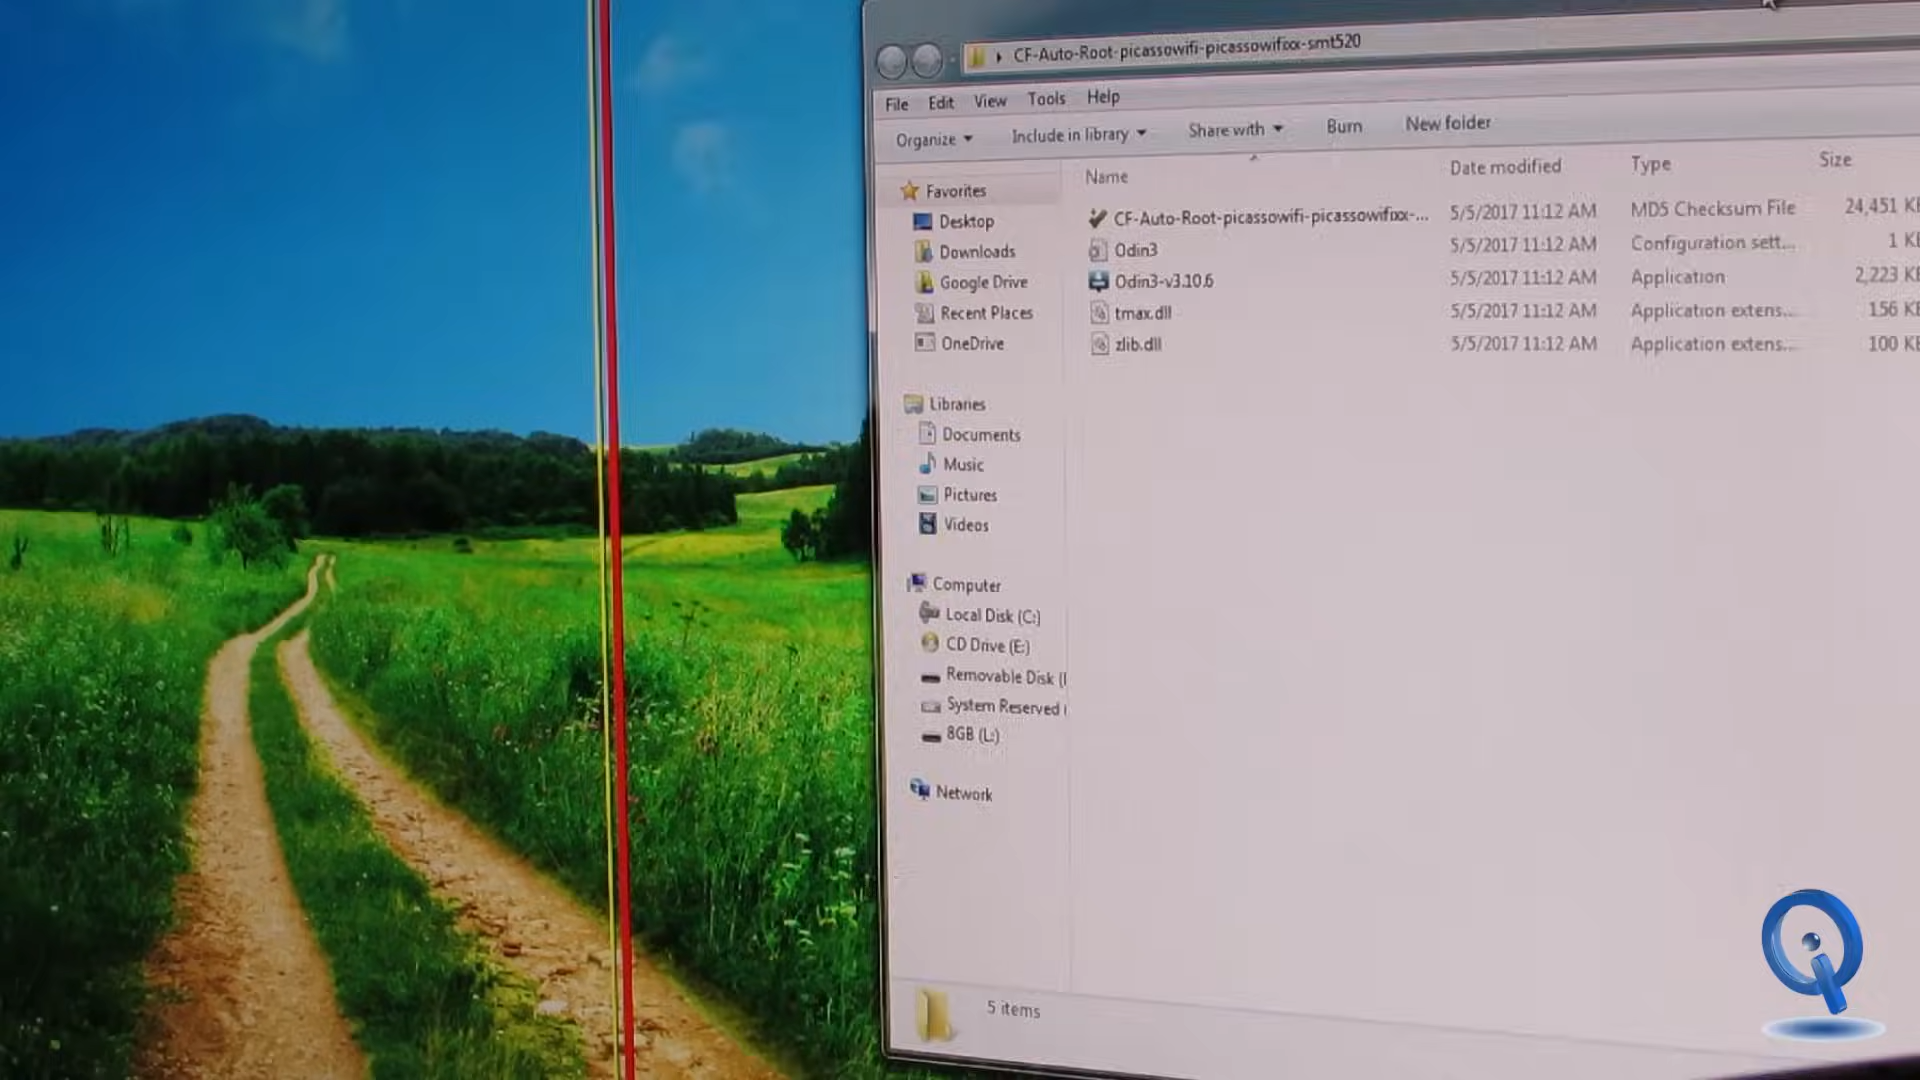 CF-Auto-Root-picassowifi-picassowifixx-smt520
File Edit View Tools Help
Organize Include in library Share with Burn New folder
Name Date modified Type Size
CF-Auto-Root-picassowifi-picassowifixx-... 5/5/2017 11:12 AM MD5 Checksum File 24,451 KB
Odin3 5/5/2017 11:12 AM Configuration sett... 1 KB
Odin3-v3.10.6 5/5/2017 11:12 AM Application 2,223 KB
tmax.dll 5/5/2017 11:12 AM Application extens... 156 KB
zlib.dll 5/5/2017 11:12 AM Application extens... 100 KB
Favorites
Desktop
Downloads
Google Drive
Recent Places
OneDrive
Libraries
Documents
Music
Pictures
Videos
Computer
Local Disk (C:)
CD Drive (E:)
Removable Disk (
System Reserved (
8GB (L:)
Network
5 items